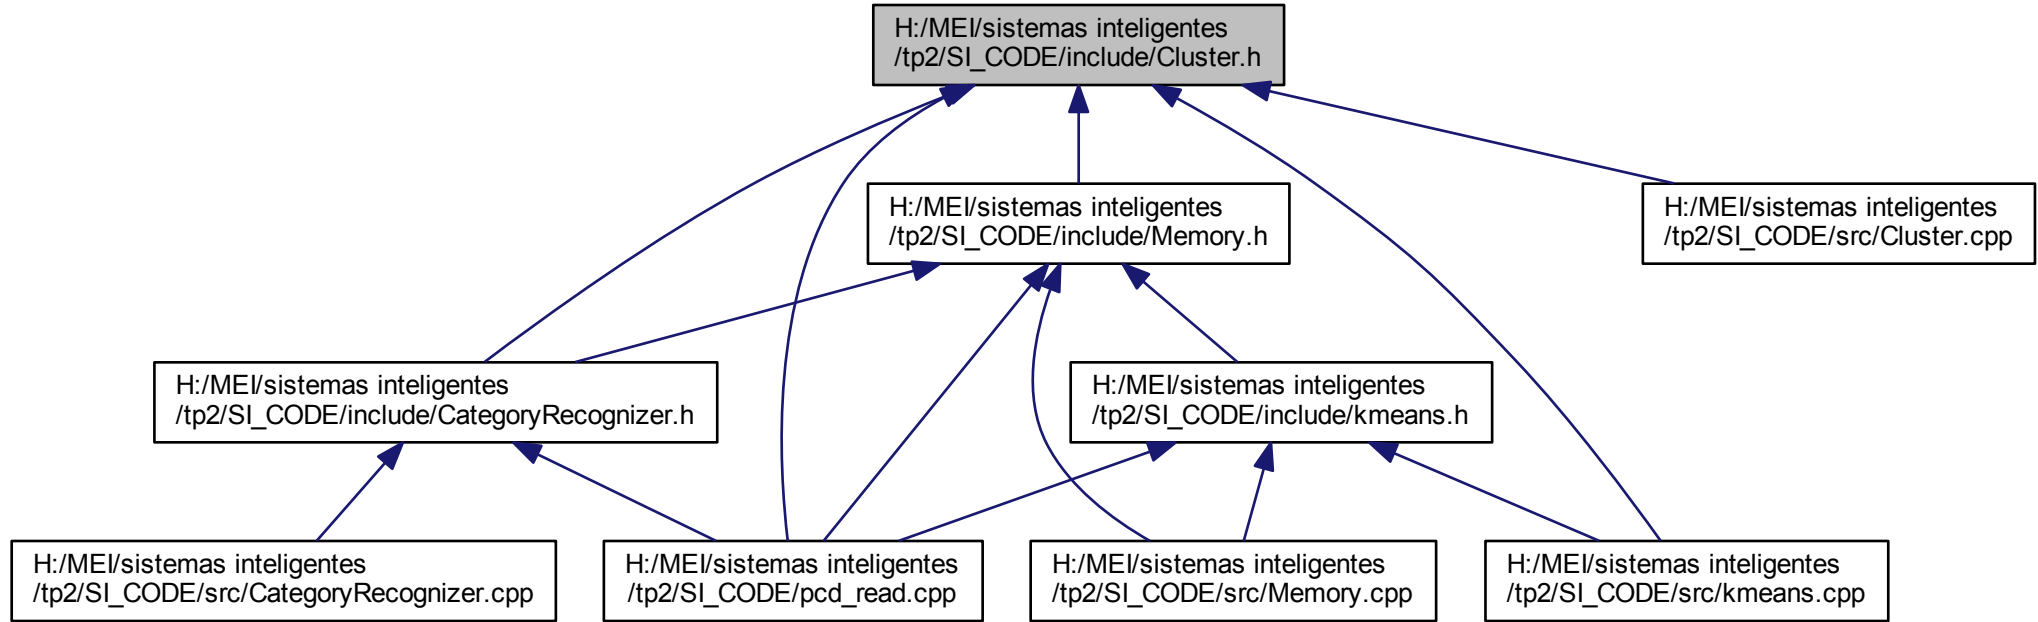 H:/MEI/sistemas inteligentes
/tp2/SI_CODE/include/Cluster.h
H:/MEI/sistemas inteligentes
/tp2/SI_CODE/include/Memory.h
H:/MEI/sistemas inteligentes
/tp2/SI_CODE/src/Cluster.cpp
H:/MEI/sistemas inteligentes
/tp2/SI_CODE/include/CategoryRecognizer.h
H:/MEI/sistemas inteligentes
/tp2/SI_CODE/include/kmeans.h
H:/MEI/sistemas inteligentes
/tp2/SI_CODE/src/CategoryRecognizer.cpp
H:/MEI/sistemas inteligentes
/tp2/SI_CODE/pcd_read.cpp
H:/MEI/sistemas inteligentes
/tp2/SI_CODE/src/Memory.cpp
H:/MEI/sistemas inteligentes
/tp2/SI_CODE/src/kmeans.cpp